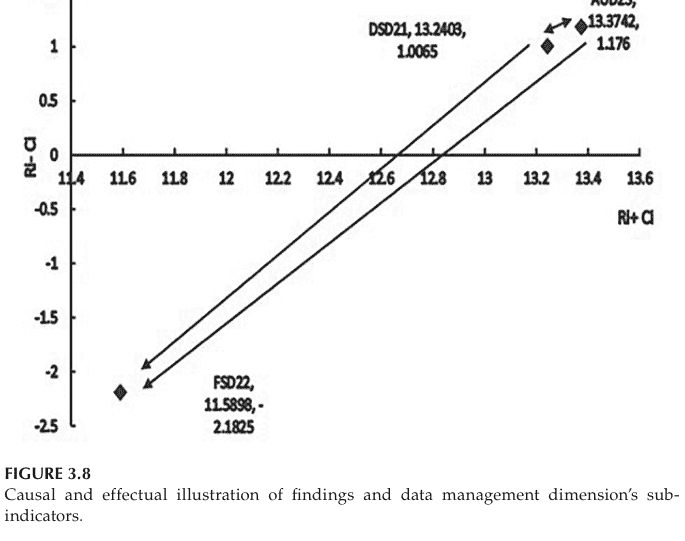 DSD21, 13.2403,
1.0065
13.3742,
1.176
1
0.5
0
-0.5
-1
-1.5
-2
-2.5
Ri- Ci
11.4 11.6 11.8 12 12.2 12.4 12.6 12.8 13 13.2 13.4 13.6
Ri+ Ci
FSD22,
11.5898, -
2.1825
FIGURE 3.8
Causal and effectual illustration of findings and data management dimension's sub-
indicators.